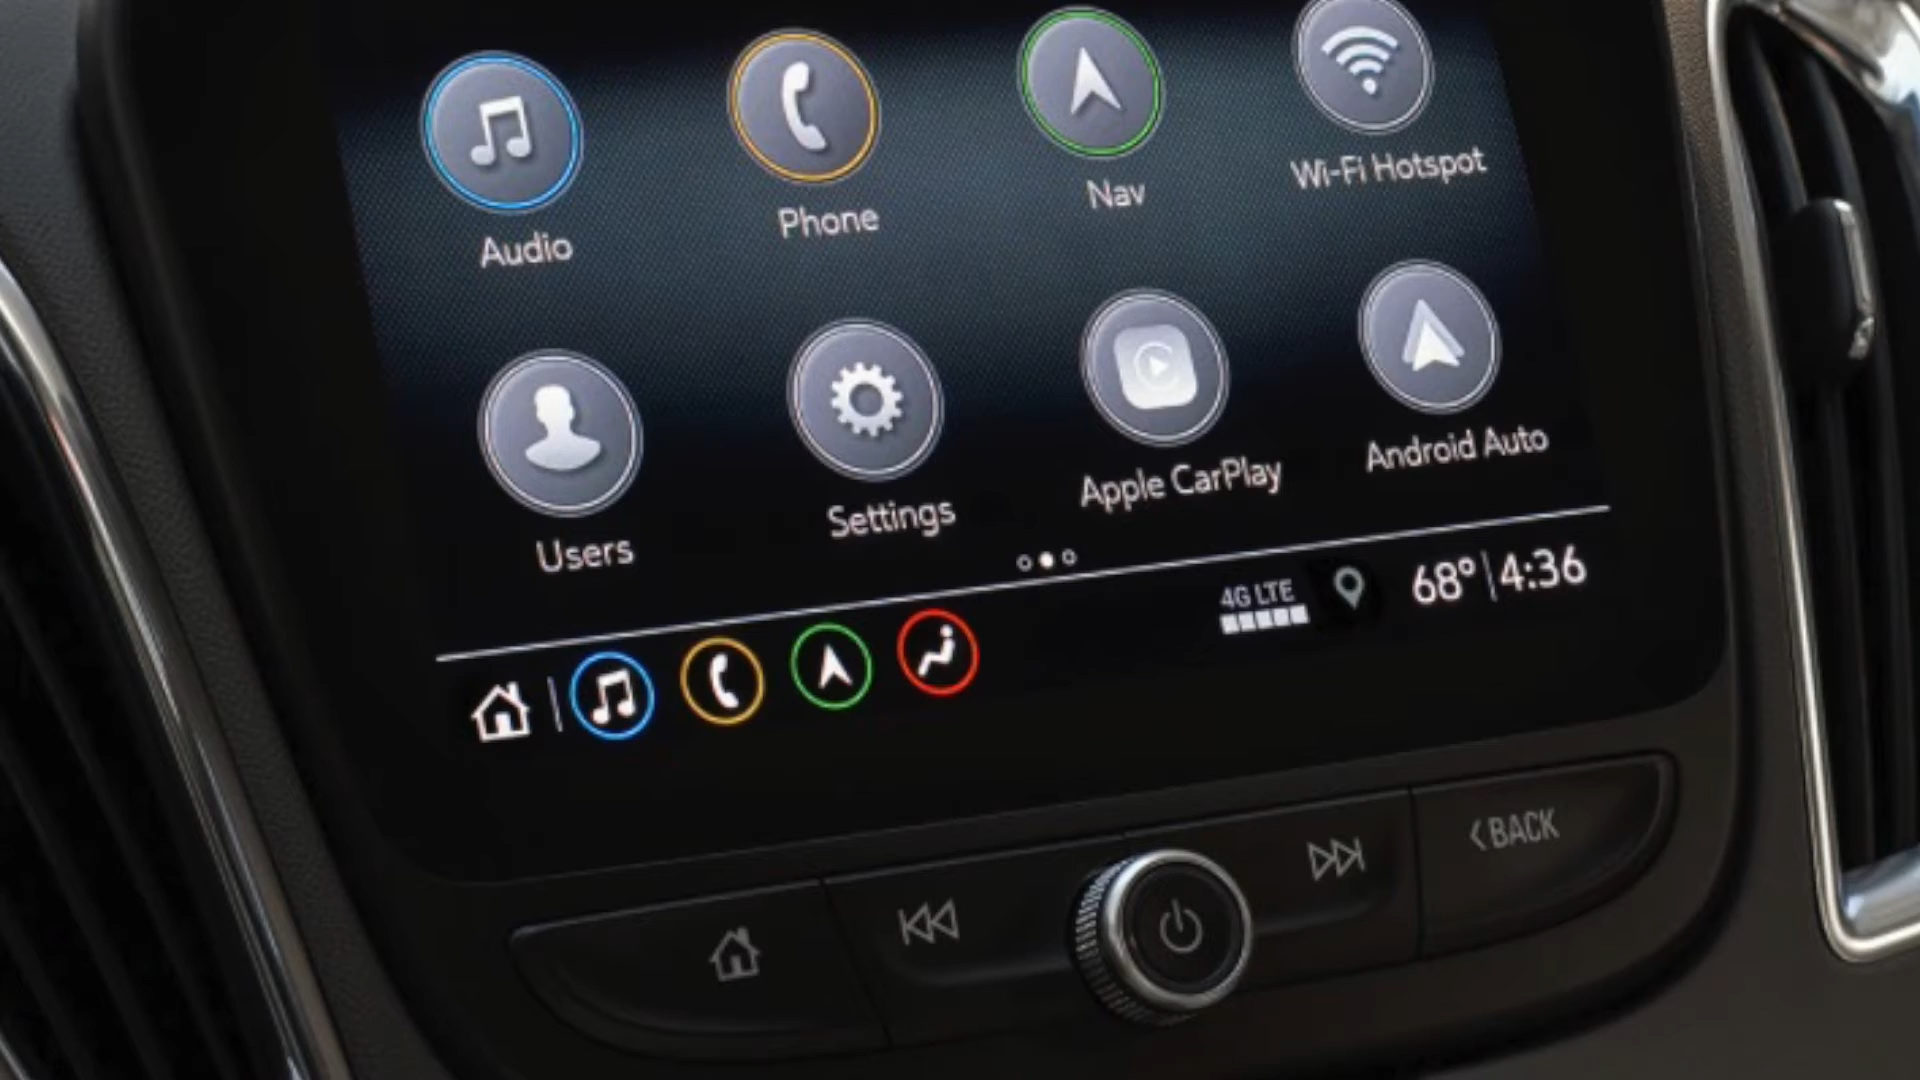 Audio
Phone
Nav
Wi-Fi Hotspot
Users
Settings
Apple CarPlay
Android Auto
4G LTE
68° 4:36
BACK